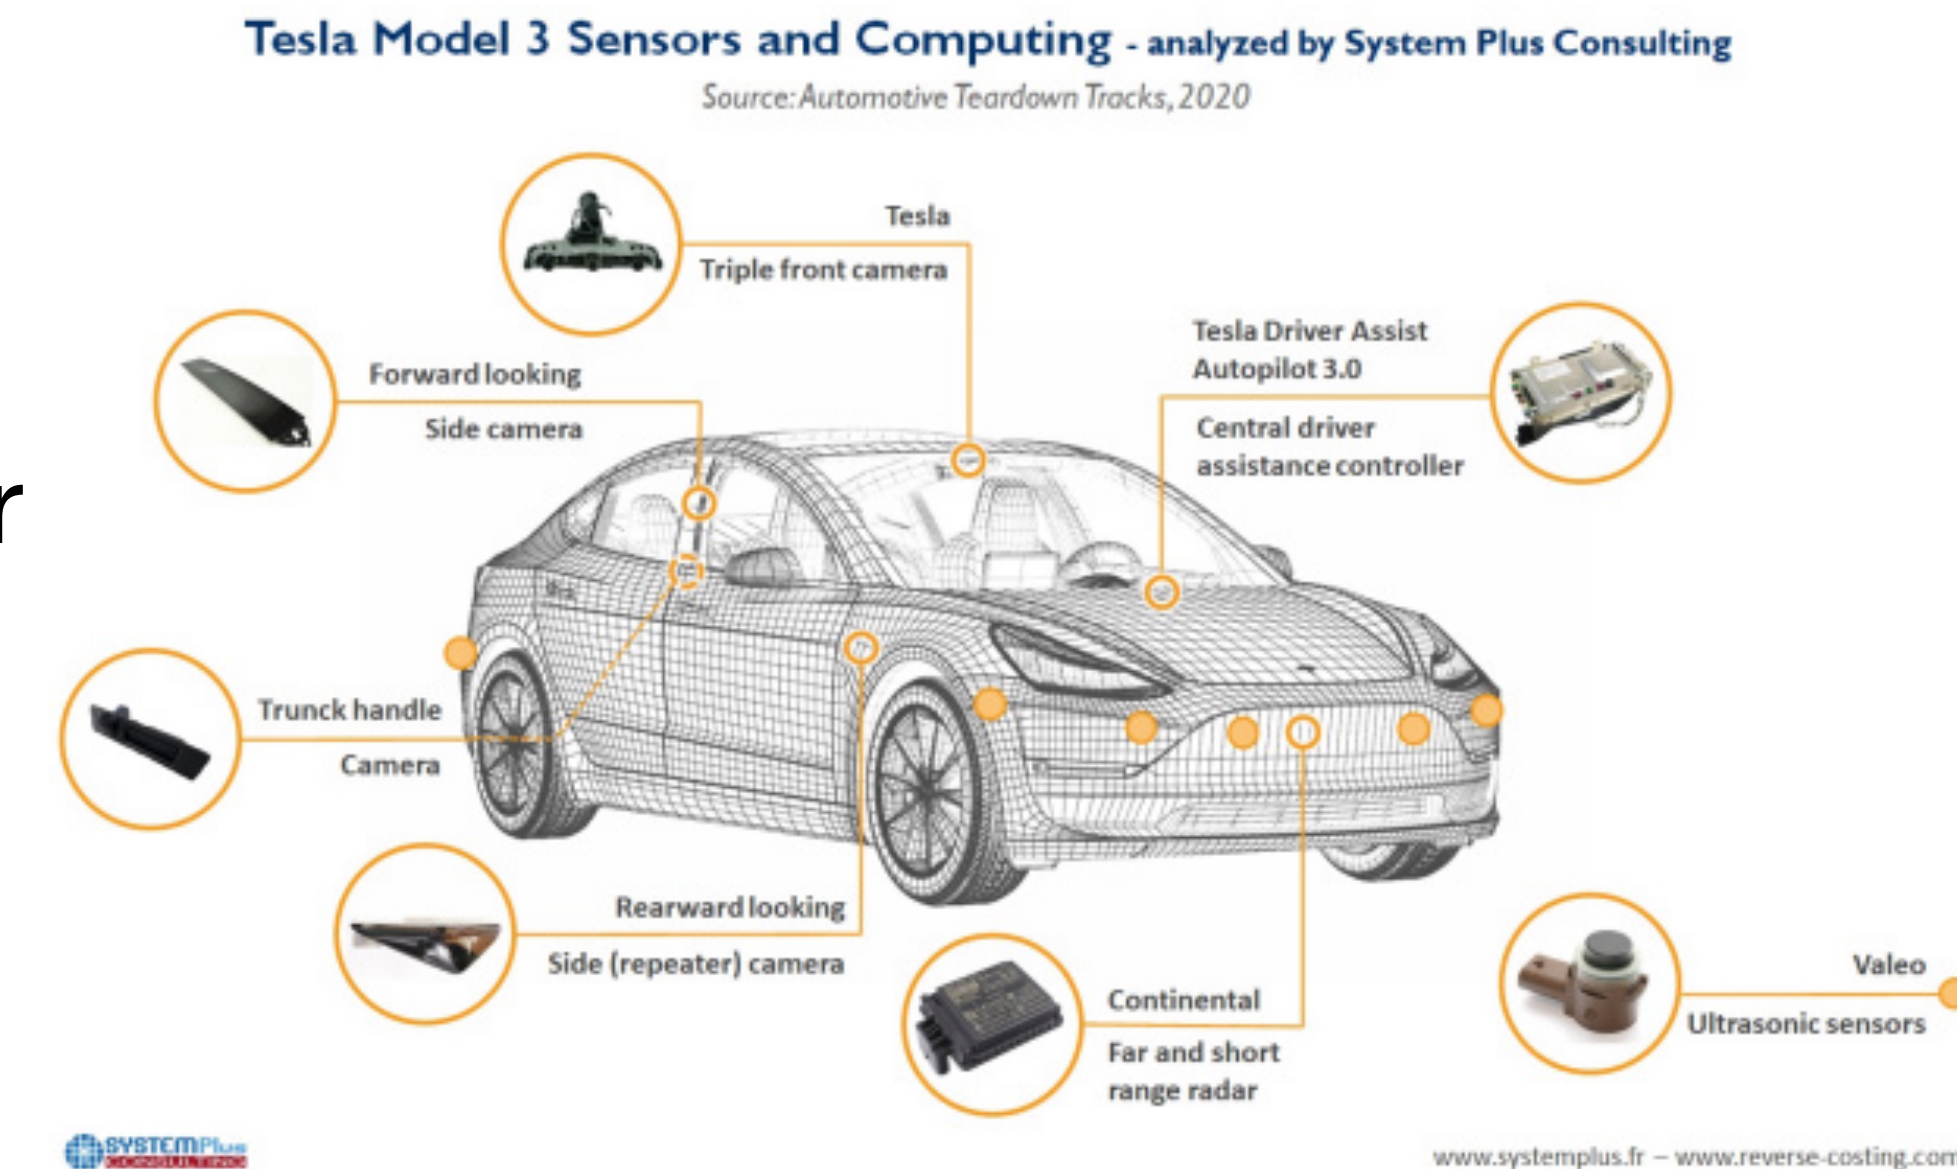 Tesla Model 3 Sensors and Computing - analyzed by System Plus Consulting
Source: Automotive Teardown Tracks, 2020
Tesla
Triple front camera
Forward looking
Side camera
Tesla Driver Assist
Autopilot 3.0
Central driver
assistance controller
r
Trunck handle
Camera
Rearward looking
Side (repeater) camera
Continental
Far and short
range radar
Valeo
Ultrasonic sensors
SYSTEMPlus
CONSULTING
www.systemplus.fr – www.reverse-costing.com